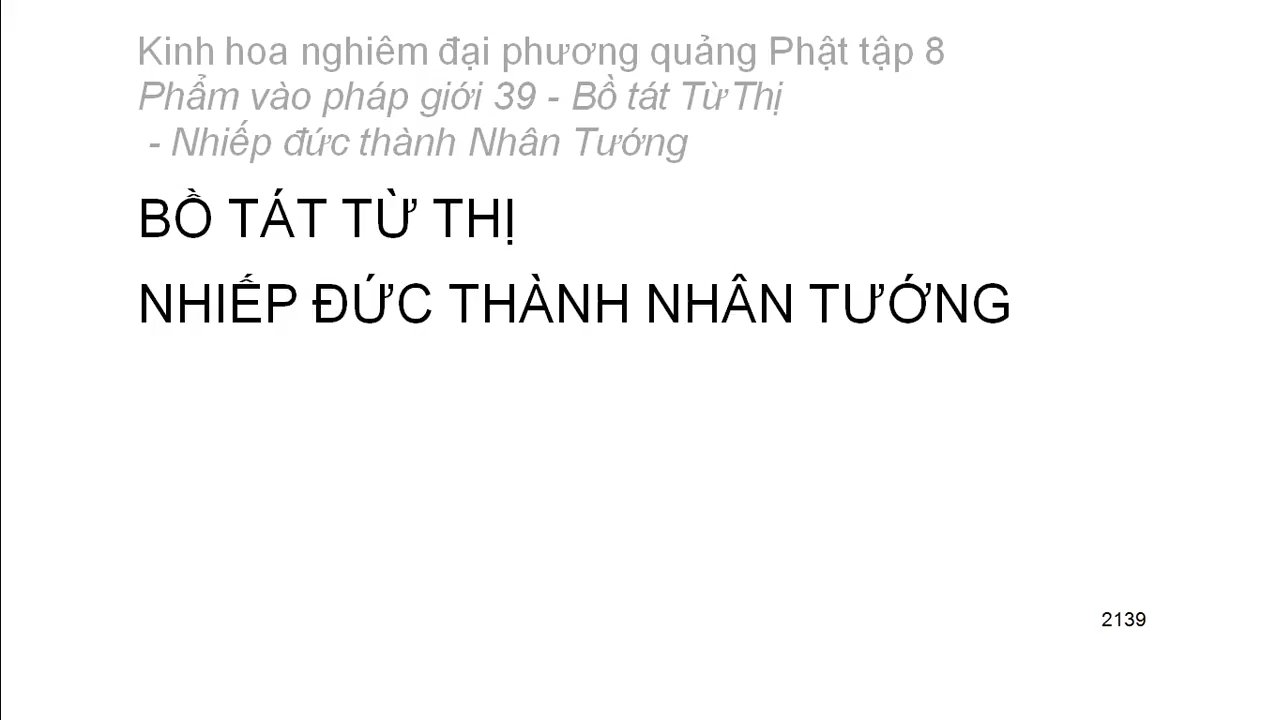 Kinh hoa nghiêm đại phương quảng Phật tập 8
Phẩm vào pháp giới 39 - Bồ tát Từ Thị
- Nhiếp đức thành Nhân Tướng
BỒ TÁT TỪ THỊ
NHIẾP ĐỨC THÀNH NHÂN TƯỚNG
2139